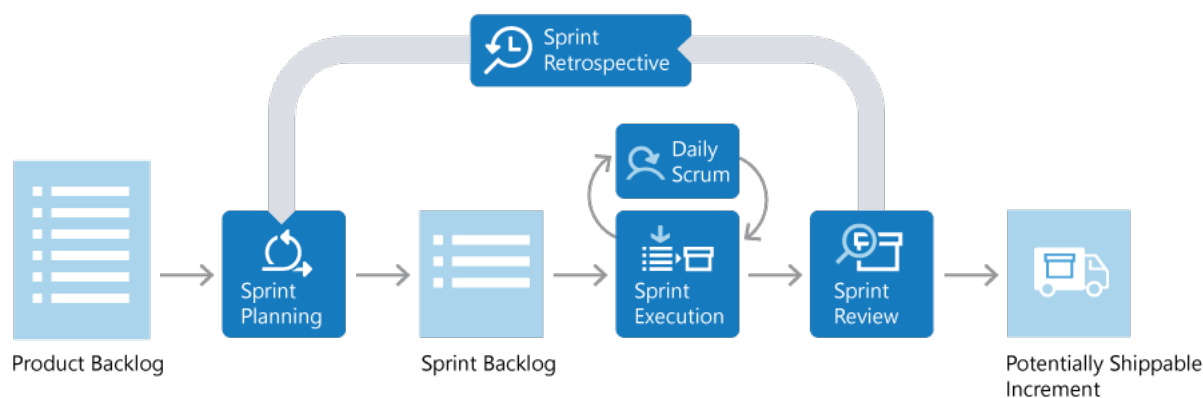 Sprint
Retrospective
Daily
Scrum
Sprint
Planning
Sprint
Execution
Sprint
Review
Product Backlog
Sprint Backlog
Potentially Shippable
Increment